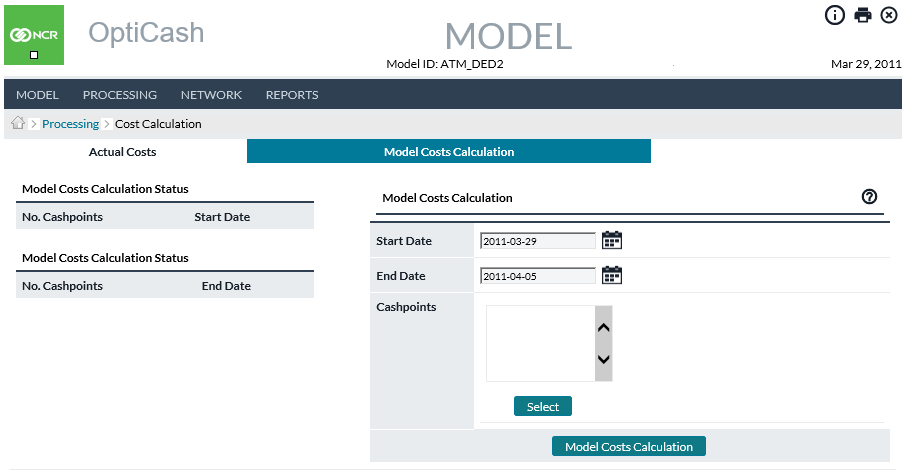 NCR
OptiCash
MODEL
Model ID: ATM_DED2
Mar 29, 2011
MODEL PROCESSING NETWORK REPORTS
> Processing > Cost Calculation
Actual Costs
Model Costs Calculation
Model Costs Calculation Status
No. Cashpoints Start Date
Model Costs Calculation Status
No. Cashpoints End Date
Model Costs Calculation
Start Date 2011-03-29
End Date 2011-04-05
Cashpoints
Select
Model Costs Calculation